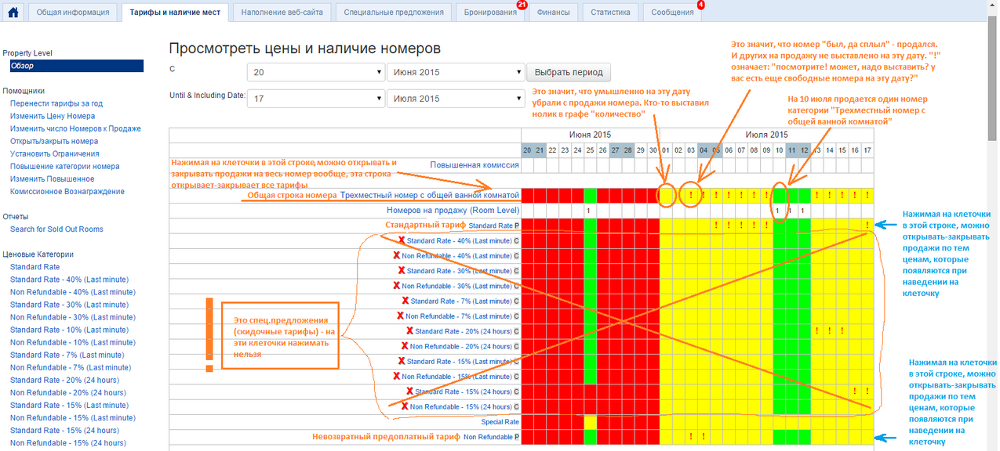 Общая информация
Тарифы и наличие мест
Наполнение веб-сайта
Специальные предложения
Бронирования
21
Финансы
Статистика
Сообщения
4
Property Level
Обзор
Помощники
Перенести тарифы за год
Изменить Цену Номера
Изменить число Номеров к Продаже
Открыть/закрыть номера
Установить Ограничения
Повышение категории номера
Изменить Повышенное
Комиссионное Вознаграждение
Отчеты
Search for Sold Out Rooms
Ценовые Категории
Standard Rate
Standard Rate - 40% (Last minute)
Non Refundable - 40% (Last minute)
Standard Rate - 30% (Last minute)
Non Refundable - 30% (Last minute)
Standard Rate - 10% (Last minute)
Non Refundable - 10% (Last minute)
Standard Rate - 7% (Last minute)
Non Refundable - 7% (Last minute)
Standard Rate - 20% (24 hours)
Non Refundable - 20% (24 hours)
Standard Rate - 15% (Last minute)
Non Refundable - 15% (Last minute)
Standard Rate - 15% (24 hours)
Non Refundable - 15% (24 hours)
Просмотреть цены и наличие номеров
С
20
Июня 2015
Выбрать период
Until & Including Date:
17
Июля 2015
Это значит, что умышленно на эту дату
убрали с продажи номера. Кто-то выставил
нолик в графе "количество"
Это значит, что номер "был, да сплыл" - продался.
И других на продажу не выставлено на эту дату. "!"
означает: "посмотрите! может, надо выставить? у
вас есть еще свободные номера на эту дату?"
На 10 июля продается один номер
категории "Трехместный номер с
общей ванной комнатой"
Июня 2015
Июля 2015
20 21 22 23 24 25 26 27 28 29 30 01 02 03 04 05 06 07 08 09 10 11 12 13 14 15 16 17
Нажимая на клеточки в этой строке,можно открывать и
закрывать продажи на весь номер вообще, эта строка
открывает-закрывает все тарифы
Повышенная комиссия
Общая строка номера Трехместный номер с общей ванной комнатой
! ! ! ! ! ! ! ! ! ! ! !
Номеров на продажу (Room Level)
1 1 1 1
Стандартный тариф Standard Rate P
! ! ! ! ! !
X Standard Rate - 40% (Last minute) C
X Non Refundable - 40% (Last minute) C
X Standard Rate - 30% (Last minute) C
X Non Refundable - 30% (Last minute) C
X Standard Rate - 7% (Last minute) C
X Non Refundable - 7% (Last minute) C
X Standard Rate - 20% (24 hours) C
! ! !
X Non Refundable - 20% (24 hours) C
X Standard Rate - 15% (Last minute) C
X Non Refundable - 15% (Last minute) C
X Standard Rate - 15% (24 hours) C
! !
X Non Refundable - 15% (24 hours) C
Special Rate
Невозвратный предоплатный тариф Non Refundable P
! !
!
Это спец.предложения
(скидочные тарифы) - на
эти клеточки нажимать
нельзя
Нажимая на клеточки
в этой строке, можно
открывать-закрывать
продажи по тем
ценам, которые
появляются при
наведении на
клеточку
Нажимая на клеточки
в этой строке, можно
открывать-закрывать
продажи по тем
ценам, которые
появляются при
наведении на
клеточку